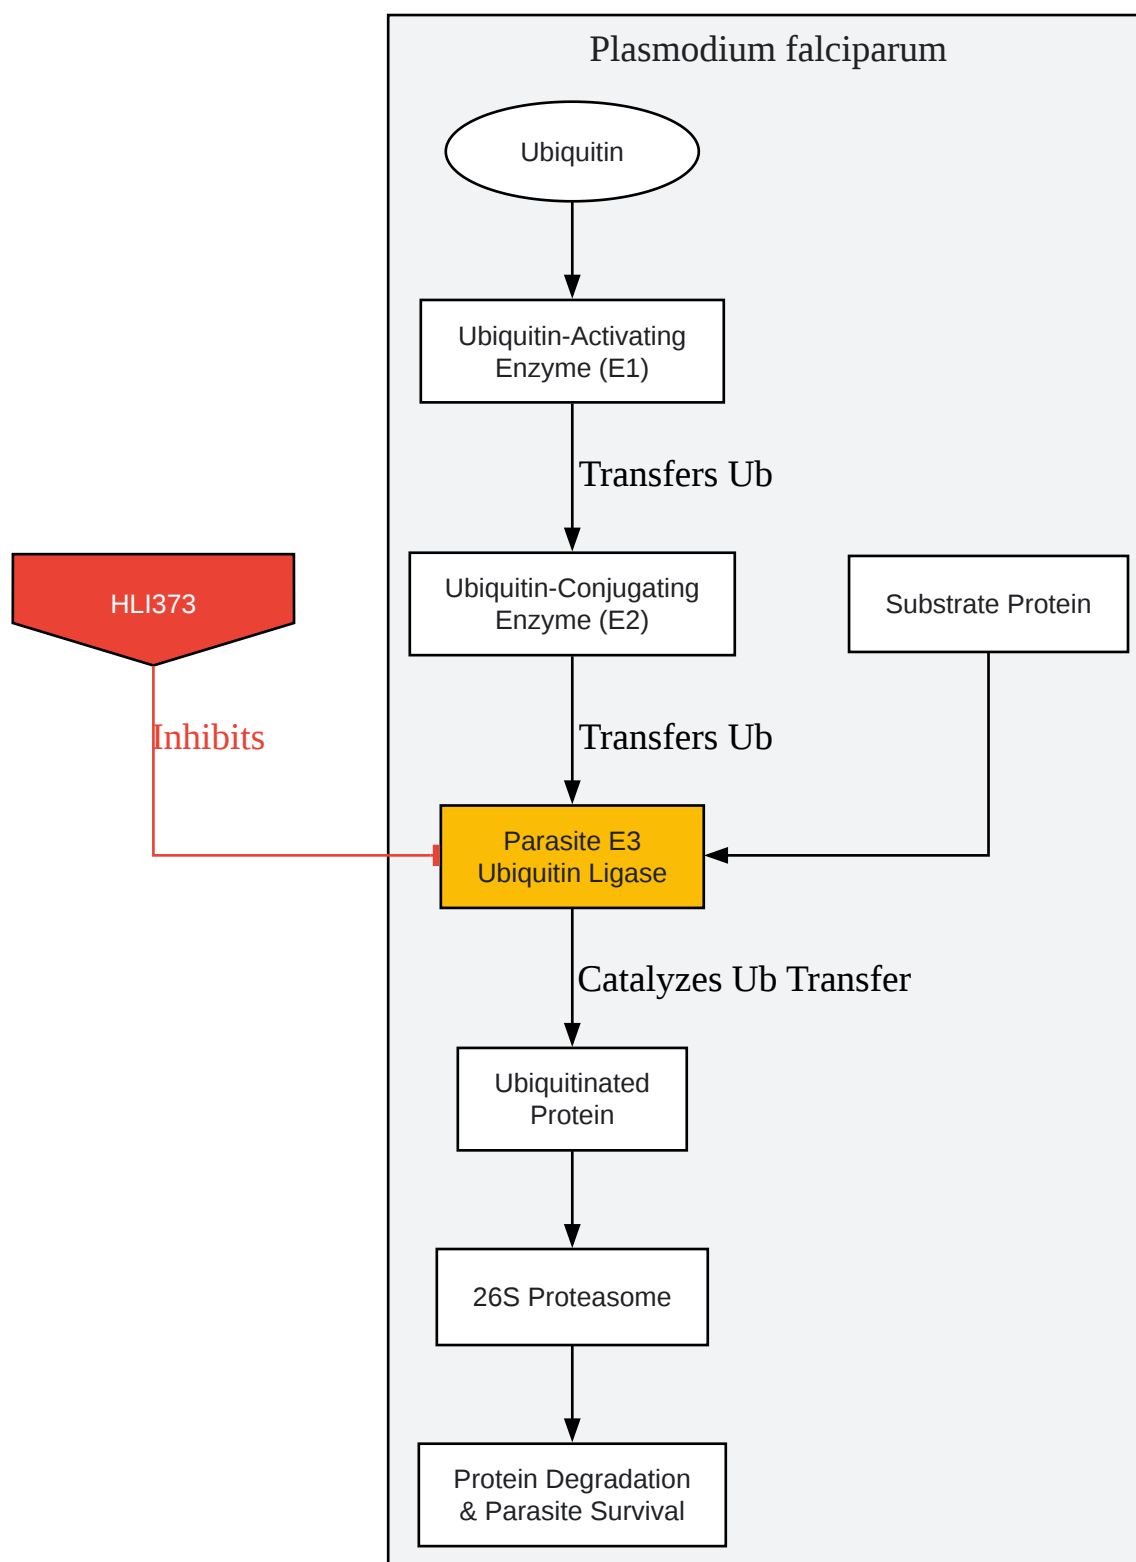 Plasmodium falciparum
Ubiquitin
Ubiquitin-Activating
Enzyme (E1)
Transfers Ub
HLI373
Ubiquitin-Conjugating
Enzyme (E2)
Substrate Protein
Inhibits
Transfers Ub
Parasite E3
Ubiquitin Ligase
Catalyzes Ub Transfer
Ubiquitinated
Protein
26S Proteasome
Protein Degradation
& Parasite Survival